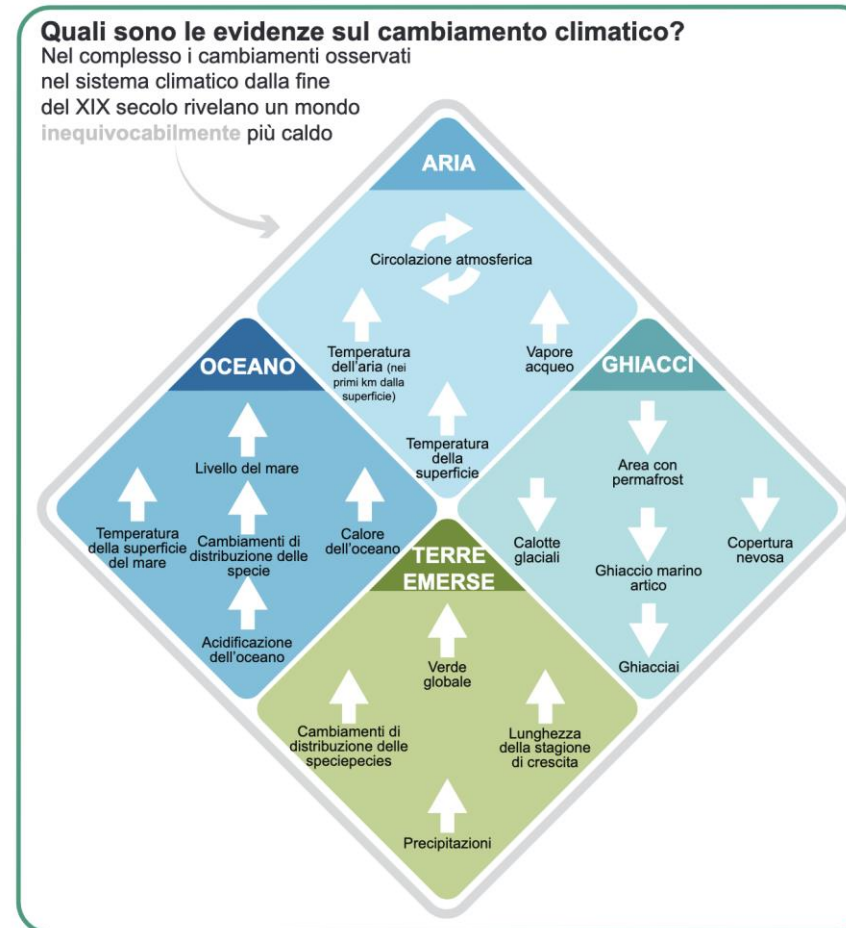 Quali sono le evidenze sul cambiamento climatico?
Nel complesso i cambiamenti osservati
nel sistema climatico dalla fine
del XIX secolo rivelano un mondo
inequivocabilmente più caldo
ARIA
Circolazione atmosferica
Temperatura
dell'aria (nei
primi km dalla
superficie)
Vapore
acqueo
Temperatura
della
superficie
OCEANO
Livello del mare
Temperatura
della superficie
del mare
Cambiamenti di
distribuzione delle
specie
Calore
dell'oceano
Acidificazione
dell'oceano
GHIACCI
Area con
permafrost
Calotte
glaciali
Ghiaccio marino
artico
Copertura
nevosa
Ghiacciai
TERRE
EMERSE
Verde
globale
Cambiamenti di
distribuzione delle
speciepecies
Lunghezza
della stagione
di crescita
Precipitazioni